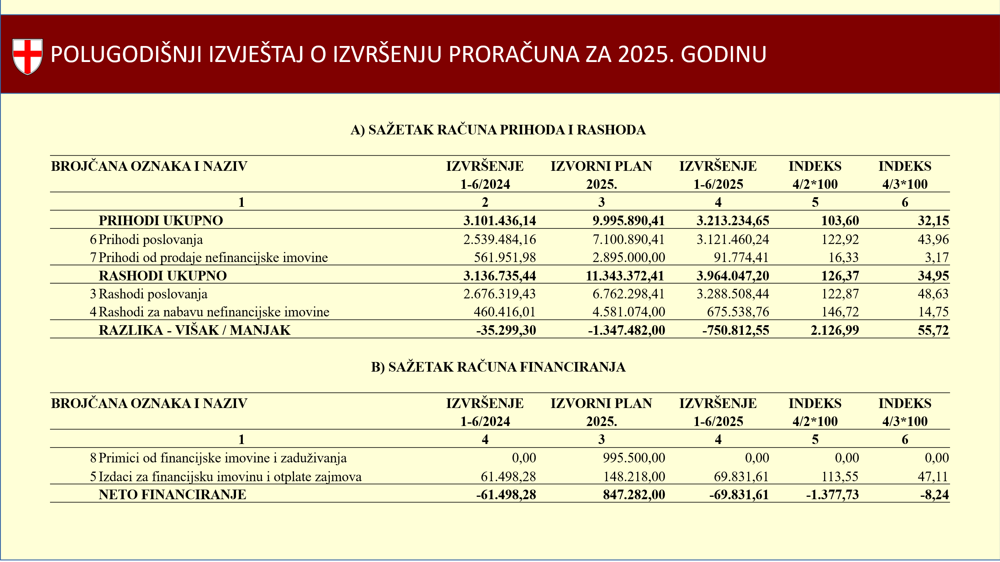 POLUGODIŠNJI IZVJEŠTAJ O IZVRŠENJU PRORAČUNA ZA 2025. GODINU
A) SAŽETAK RAČUNA PRIHODA I RASHODA
BROJČANA OZNAKA I NAZIV IZVRŠENJE IZVORNI PLAN IZVRŠENJE INDEKS INDEKS
1-6/2024 2025. 1-6/2025 4/2*100 4/3*100
1 2 3 4 5 6
PRIHODI UKUPNO 3.101.436,14 9.995.890,41 3.213.234,65 103,60 32,15
6 Prihodi poslovanja 2.539.484,16 7.100.890,41 3.121.460,24 122,92 43,96
7 Prihodi od prodaje nefinancijske imovine 561.951,98 2.895.000,00 91.774,41 16,33 3,17
RASHODI UKUPNO 3.136.735,44 11.343.372,41 3.964.047,20 126,37 34,95
3 Rashodi poslovanja 2.676.319,43 6.762.298,41 3.288.508,44 122,87 48,63
4 Rashodi za nabavu nefinancijske imovine 460.416,01 4.581.074,00 675.538,76 146,72 14,75
RAZLIKA - VIŠAK / MANJAK -35.299,30 -1.347.482,00 -750.812,55 2.126,99 55,72
B) SAŽETAK RAČUNA FINANCIRANJA
BROJČANA OZNAKA I NAZIV IZVRŠENJE IZVORNI PLAN IZVRŠENJE INDEKS INDEKS
1-6/2024 2025. 1-6/2025 4/2*100 4/3*100
1 4 3 4 5 6
8 Primici od financijske imovine i zaduživanja 0,00 995.500,00 0,00 0,00 0,00
5 Izdaci za financijsku imovinu i otplate zajmova 61.498,28 148.218,00 69.831,61 113,55 47,11
NETO FINANCIRANJE -61.498,28 847.282,00 -69.831,61 -1.377,73 -8,24